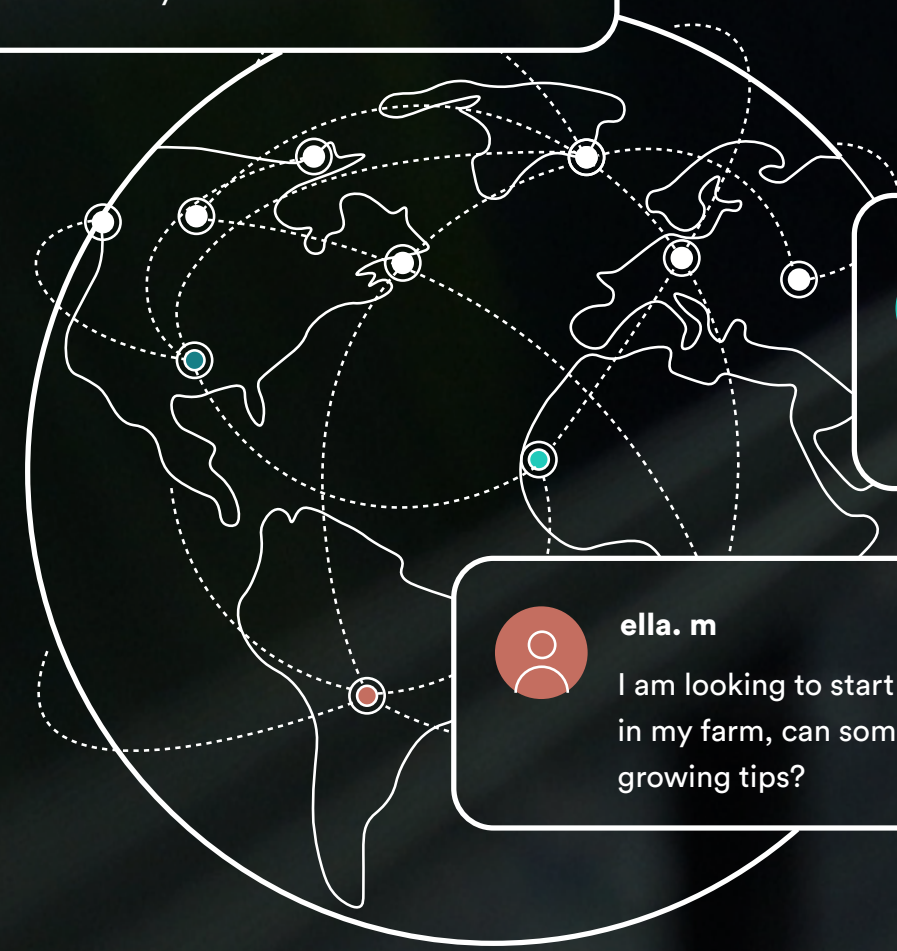 ella. m
I am looking to start
in my farm, can som
growing tips?